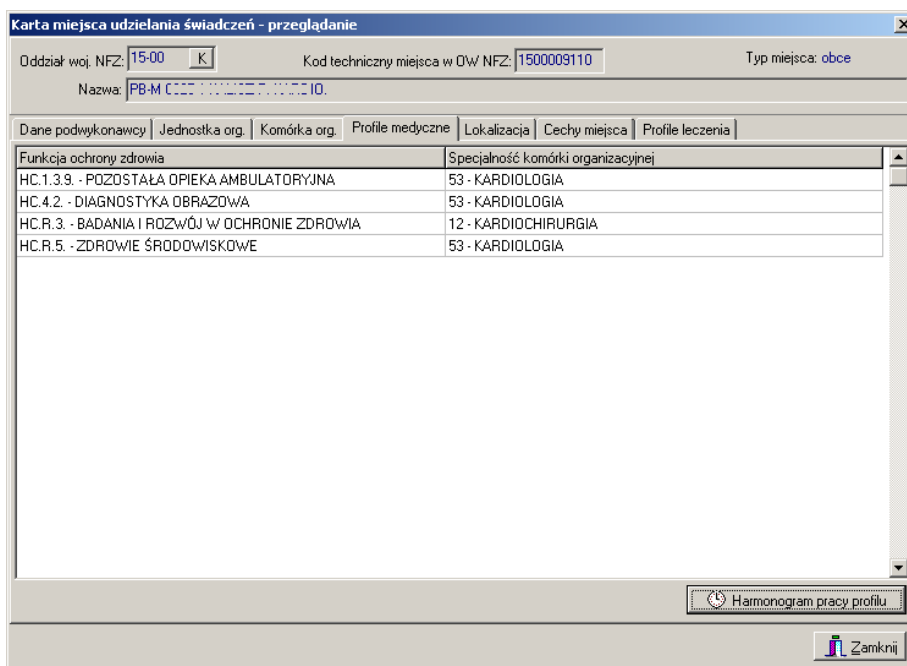 Karta miejsca udzielania świadczeń - przeglądanie
Oddział woj. NFZ: 15-00 K Kod techniczny miejsca w OW NFZ: 1500009110 Typ miejsca: obce
Nazwa: PB-M
Dane podwykonawcy Jednostka org. Komórka org. Profile medyczne Lokalizacja Cechy miejsca Profile leczenia
Funkcja ochrony zdrowia Specjalność komórki organizacyjnej
HC.1.3.9. - POZOSTAŁA OPIEKA AMBULATORYJNA 53 - KARDIOLOGIA
HC.4.2. - DIAGNOSTYKA OBRAZOWA 53 - KARDIOLOGIA
HC.R.3. - BADANIA I ROZWÓJ W OCHRONIE ZDROWIA 12 - KARDIOCHIRURGIA
HC.R.5. - ZDROWIE ŚRODOWISKOWE 53 - KARDIOLOGIA
Harmonogram pracy profilu
Zamknij